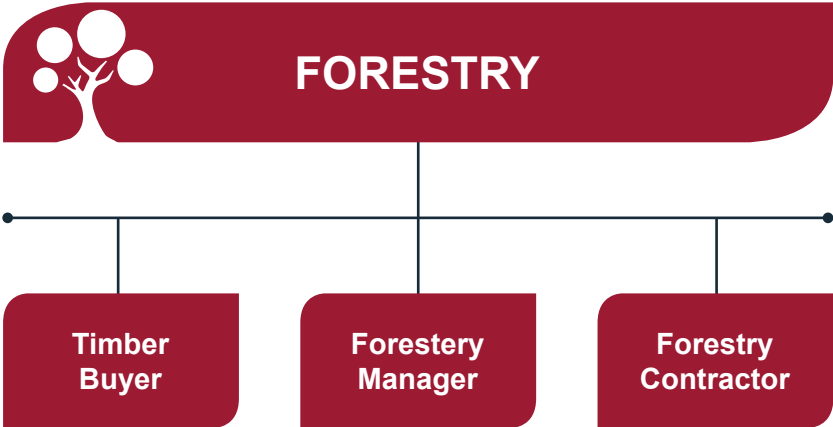 FORESTRY
Timber
Buyer
Forestery
Manager
Forestry
Contractor